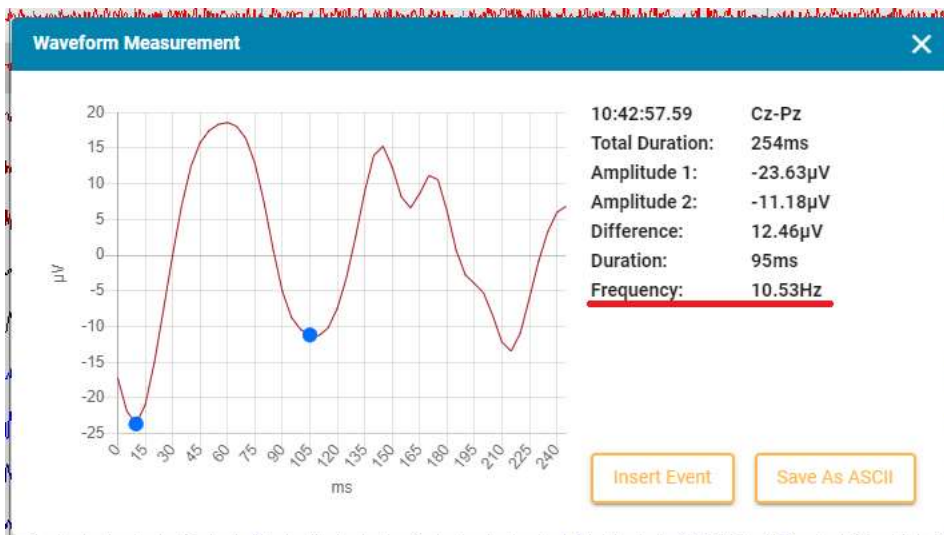 Waveform Measurement
20
15
10
5
0
-5
-10
-15
-20
-25
µV
0 15 30 45 60 75 90 105 120 135 150 165 180 195 210 225 240
ms
10:42:57.59 Cz-Pz
Total Duration: 254ms
Amplitude 1: -23.63µV
Amplitude 2: -11.18µV
Difference: 12.46µV
Duration: 95ms
Frequency: 10.53Hz
Insert Event Save As ASCII